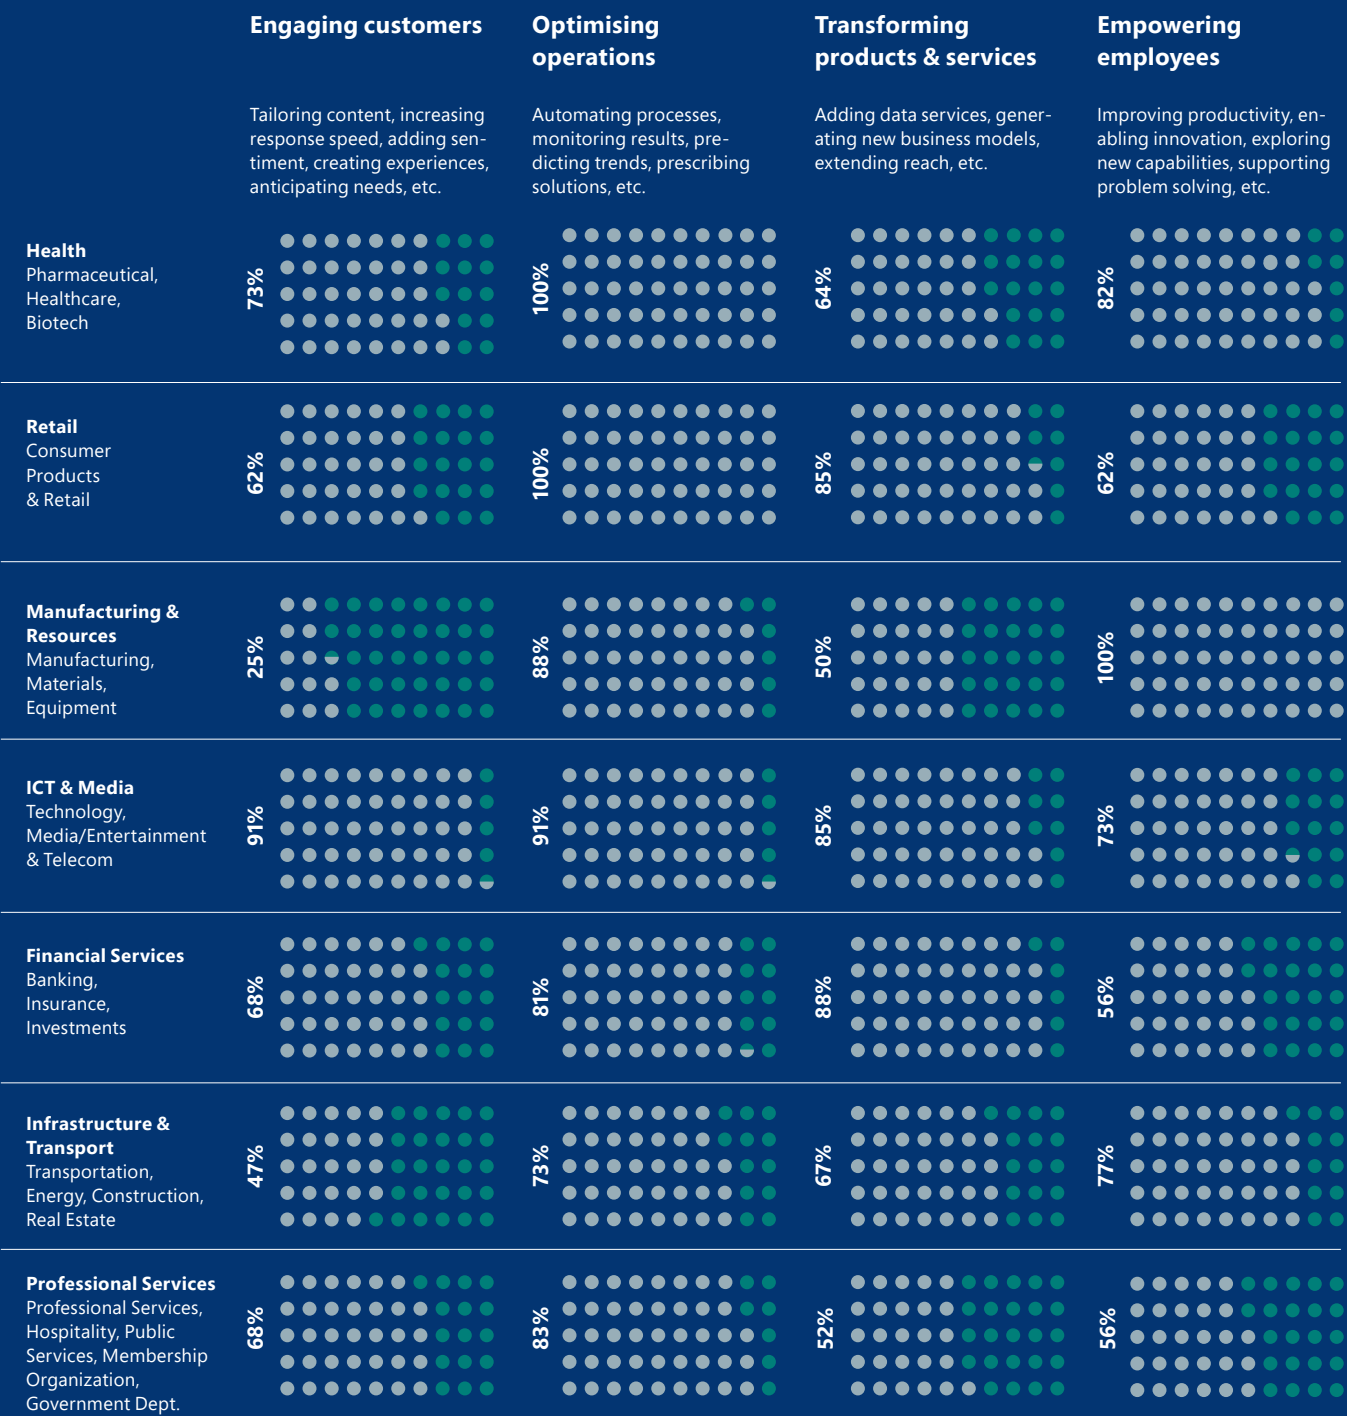 Engaging customers
Tailoring content, increasing
response speed, adding sen-
timent, creating experiences,
anticipating needs, etc.
Optimising
operations
Automating processes,
monitoring results, pre-
dicting trends, prescribing
solutions, etc.
Transforming
products & services
Adding data services, gener-
ating new business models,
extending reach, etc.
Empowering
employees
Improving productivity, en-
abling innovation, exploring
new capabilities, supporting
problem solving, etc.
Health
Pharmaceutical,
Healthcare,
Biotech
73%
100%
64%
82%
Retail
Consumer
Products
& Retail
62%
100%
85%
62%
Manufacturing &
Resources
Manufacturing,
Materials,
Equipment
25%
88%
50%
100%
ICT & Media
Technology,
Media/Entertainment
& Telecom
91%
91%
85%
73%
Financial Services
Banking,
Insurance,
Investments
68%
81%
88%
56%
Infrastructure &
Transport
Transportation,
Energy, Construction,
Real Estate
47%
73%
67%
77%
Professional Services
Professional Services,
Hospitality, Public
Services, Membership
Organization,
Government Dept.
68%
83%
52%
56%